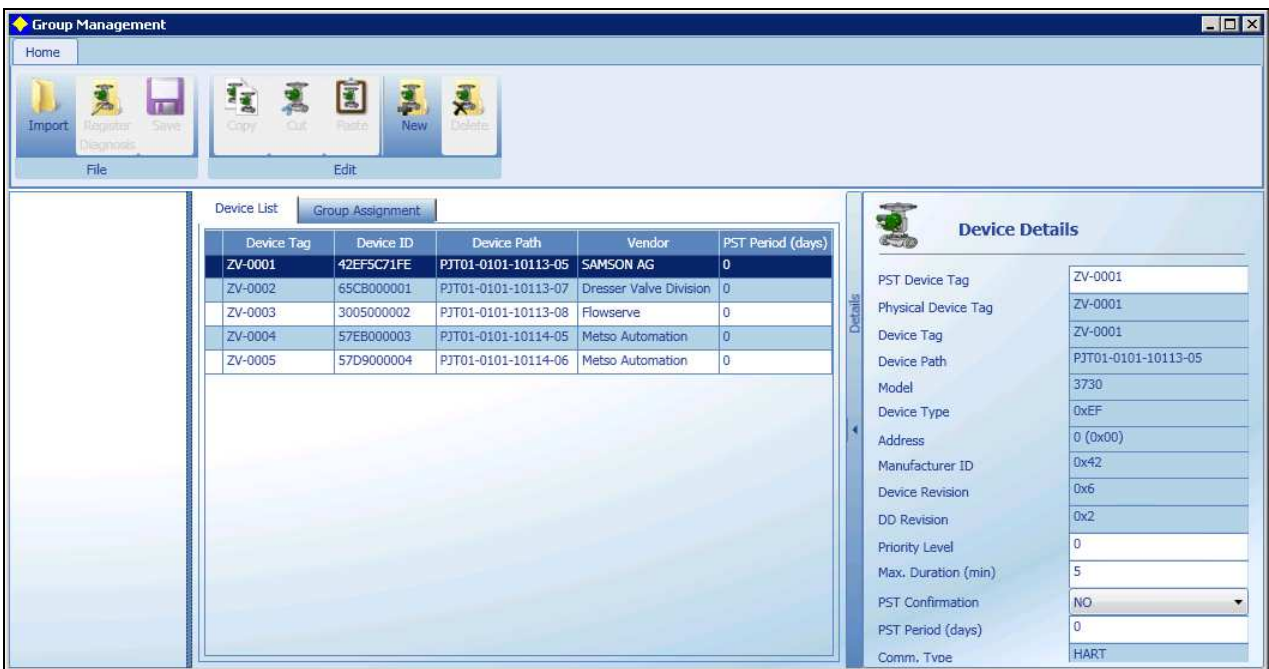 Group Management
Home
Import
Register Diagnosis
Save
File
Copy
Cut
Paste
New
Delete
Edit
Device List
Group Assignment
Device Tag Device ID Device Path Vendor PST Period (days)
ZV-0001 42EF5C71FE PJT01-0101-10113-05 SAMSON AG 0
ZV-0002 65CB000001 PJT01-0101-10113-07 Dresser Valve Division 0
ZV-0003 3005000002 PJT01-0101-10113-08 Flowserve 0
ZV-0004 57EB000003 PJT01-0101-10114-05 Metso Automation 0
ZV-0005 57D9000004 PJT01-0101-10114-06 Metso Automation 0
Details
Device Details
PST Device Tag ZV-0001
Physical Device Tag ZV-0001
Device Tag ZV-0001
Device Path PJT01-0101-10113-05
Model 3730
Device Type 0xEF
Address 0 (0x00)
Manufacturer ID 0x42
Device Revision 0x6
DD Revision 0x2
Priority Level 0
Max. Duration (min) 5
PST Confirmation NO
PST Period (days) 0
Comm. Type HART